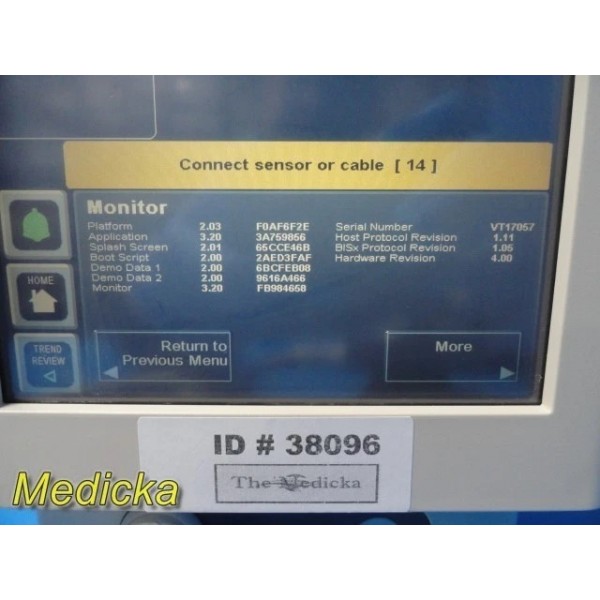 Connect sensor or cable [ 14 ]
Monitor
Platform 2.03 F0AF6F2E Serial Number VT17057
Application 3.20 3A759856 Host Protocol Revision 1.11
Splash Screen 2.01 65CCE46B BISx Protocol Revision 1.05
Boot Script 2.00 2AED3FAF Hardware Revision 4.00
Demo Data 1 2.00 6BCFEB08
Demo Data 2 2.00 9616A466
Monitor 3.20 FB984658
HOME
TREND
REVIEW
Return to
Previous Menu
More
ID # 38096
The Medicka
Medicka